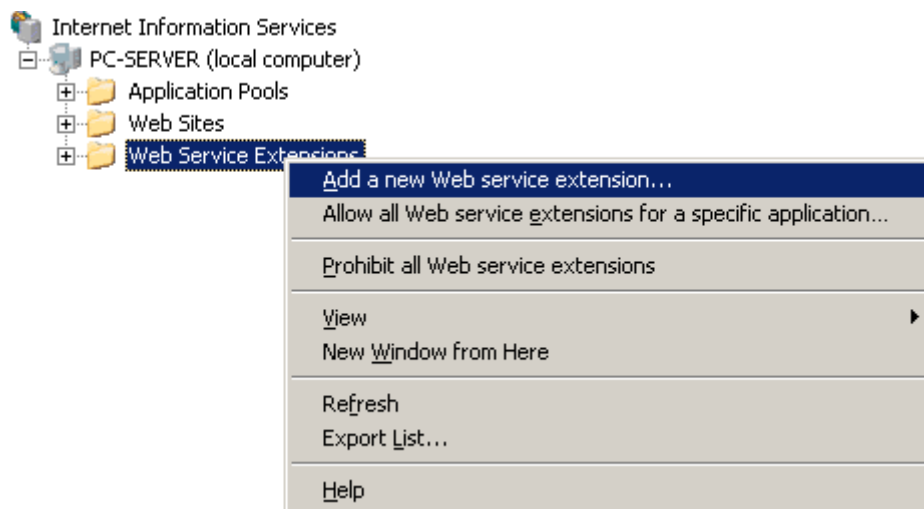 Internet Information Services
PC-SERVER (local computer)
Application Pools
Web Sites
Web Service Extensions
Add a new Web service extension...
Allow all Web service extensions for a specific application...
Prohibit all Web service extensions
View
New Window from Here
Refresh
Export List...
Help